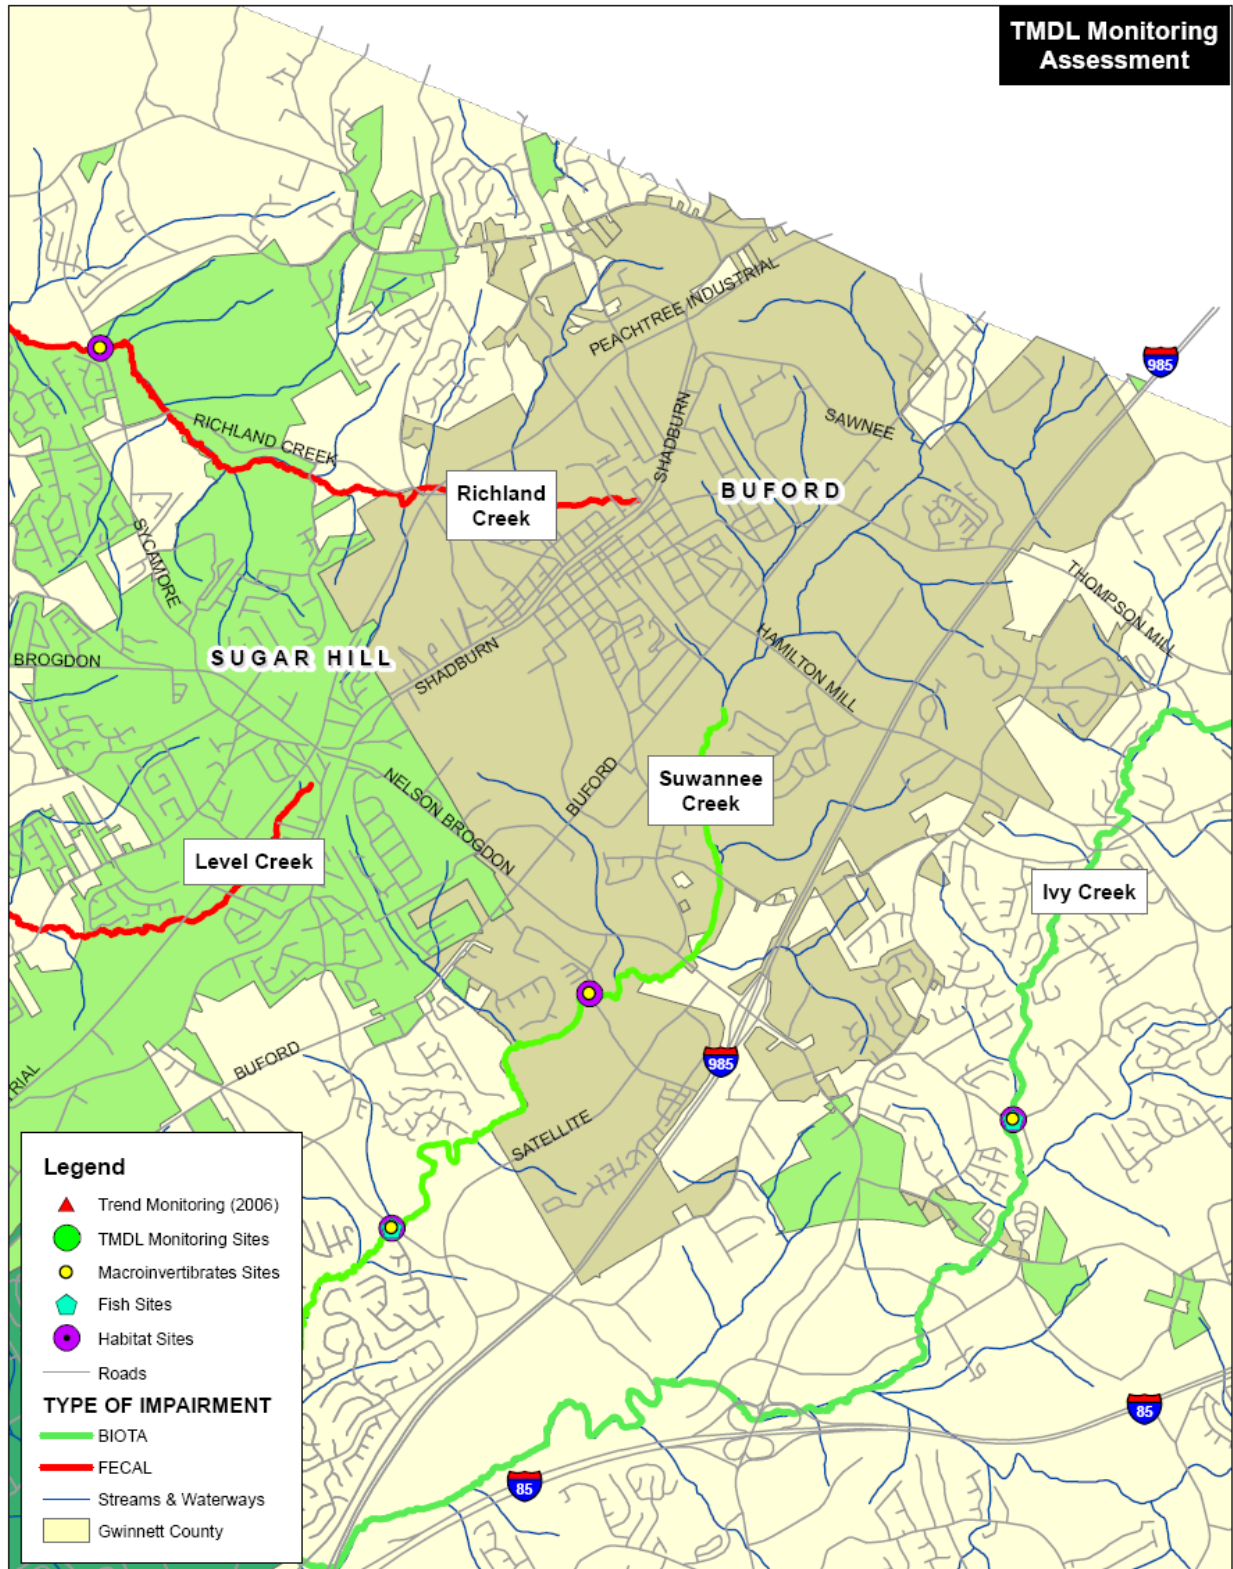 TMDL Monitoring
Assessment
985
PEACHTREE INDUSTRIAL
SAWNEE
SHADBURN
RICHLAND CREEK
Richland
Creek
BUFORD
SYCAMORE
THOMPSON MILL
HAMILTON MILL
BROGDON
SUGAR HILL
SHADBURN
Suwannee
Creek
BUFORD
NELSON BROGDON
Level Creek
Ivy Creek
985
BUFORD
TRIAL
SATELLITE
Legend
Trend Monitoring (2006)
TMDL Monitoring Sites
Macroinvertibrates Sites
Fish Sites
Habitat Sites
Roads
TYPE OF IMPAIRMENT
BIOTA
FECAL
Streams & Waterways
Gwinnett County
85
85